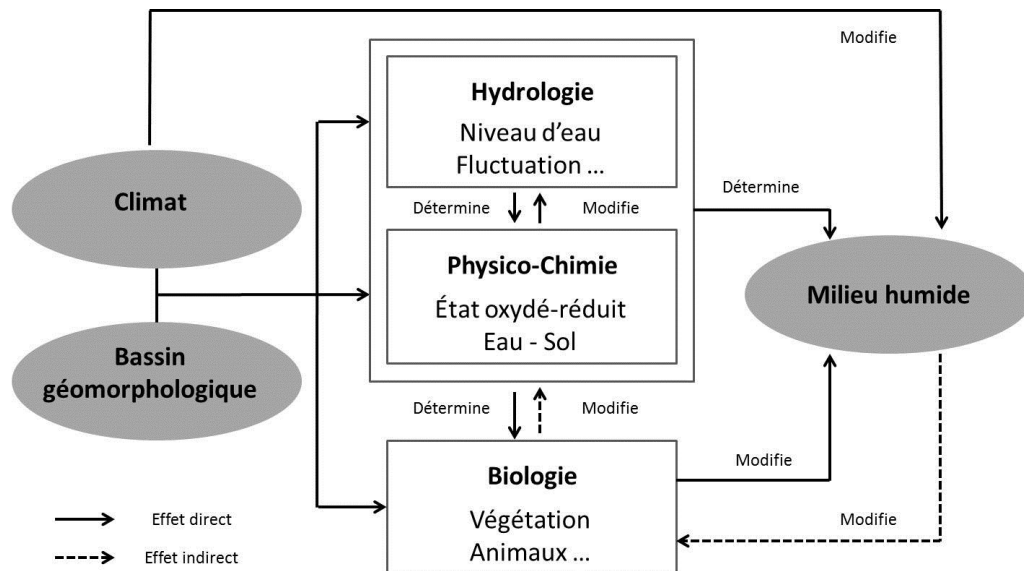 Modifie
Hydrologie
Niveau d'eau
Fluctuation ...
Climat
Détermine
Modifie
Détermine
Physico-Chimie
État oxydé-réduit
Eau - Sol
Milieu humide
Bassin
géomorphologique
Détermine
Modifie
Biologie
Végétation
Animaux ...
Modifie
Modifie
Effet direct
Effet indirect